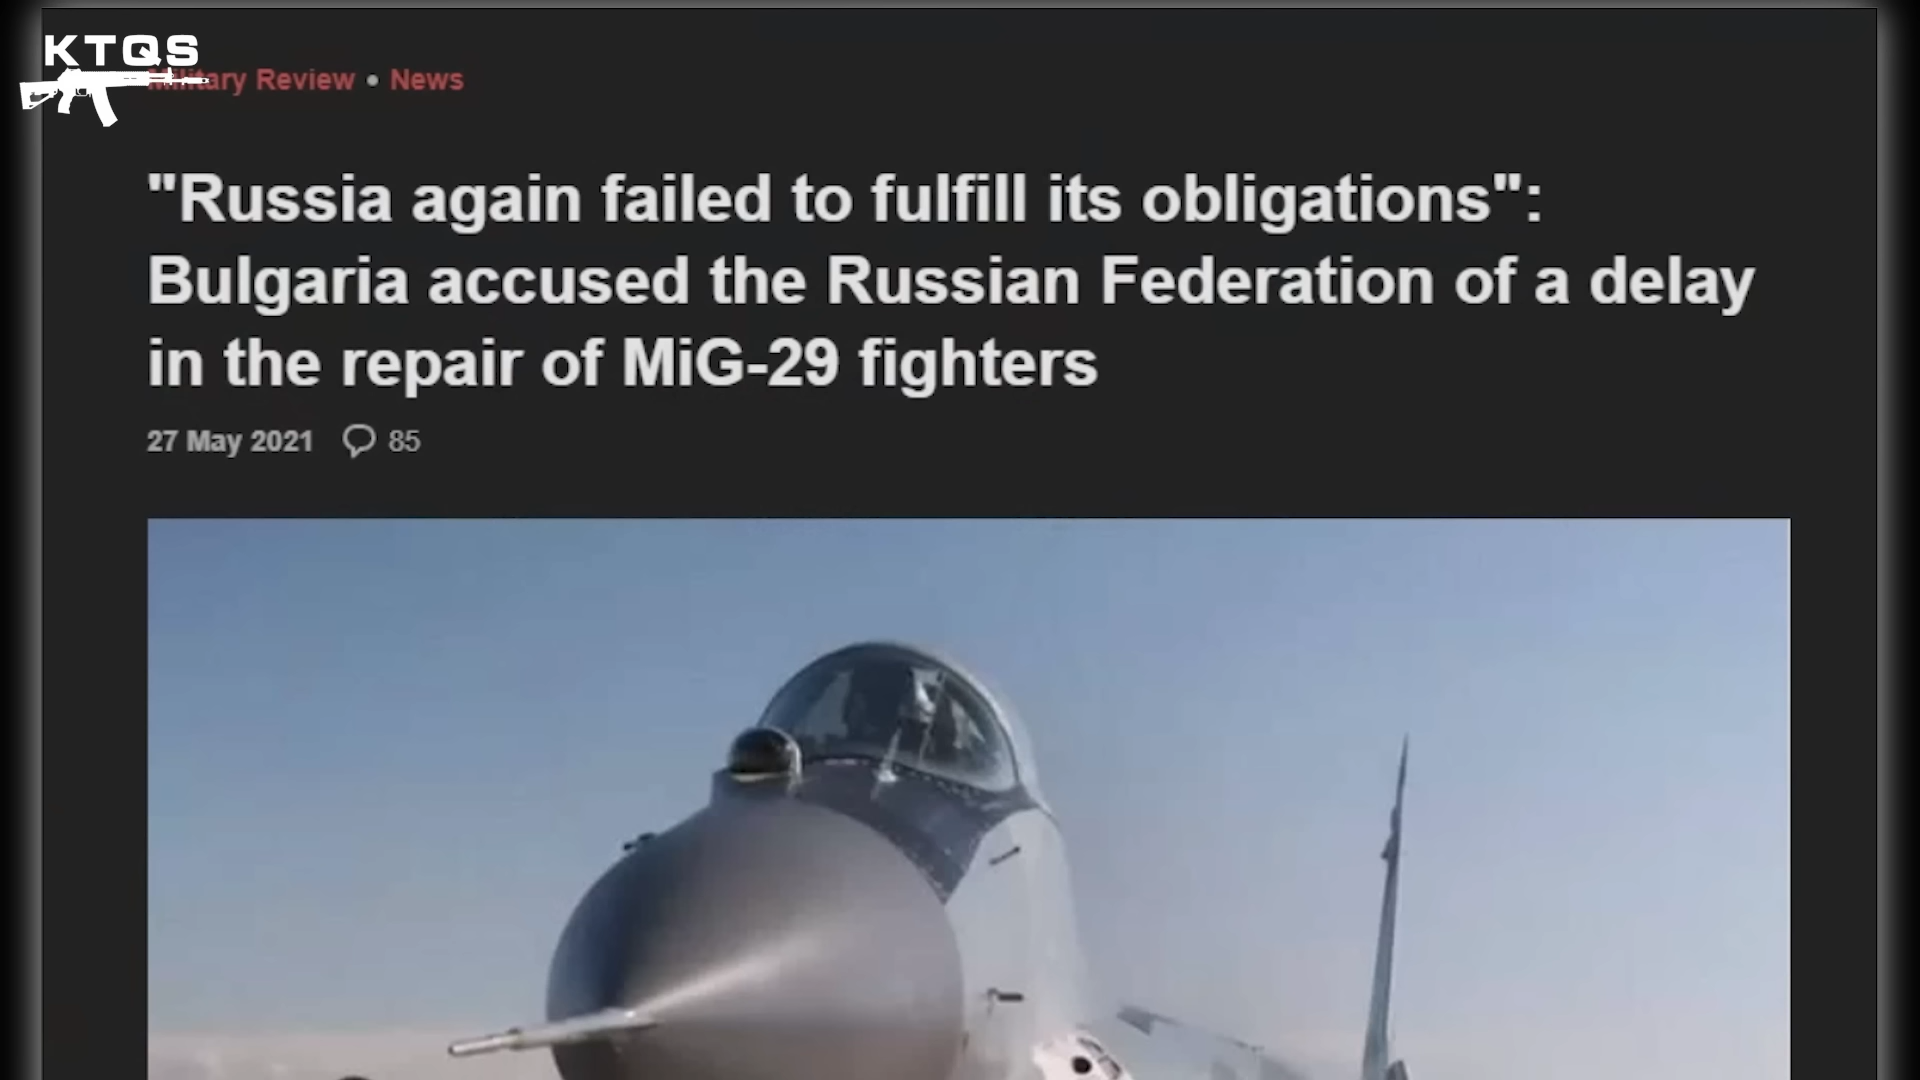 KTQS
Military Review • News
"Russia again failed to fulfill its obligations":
Bulgaria accused the Russian Federation of a delay
in the repair of MiG-29 fighters
27 May 2021 85